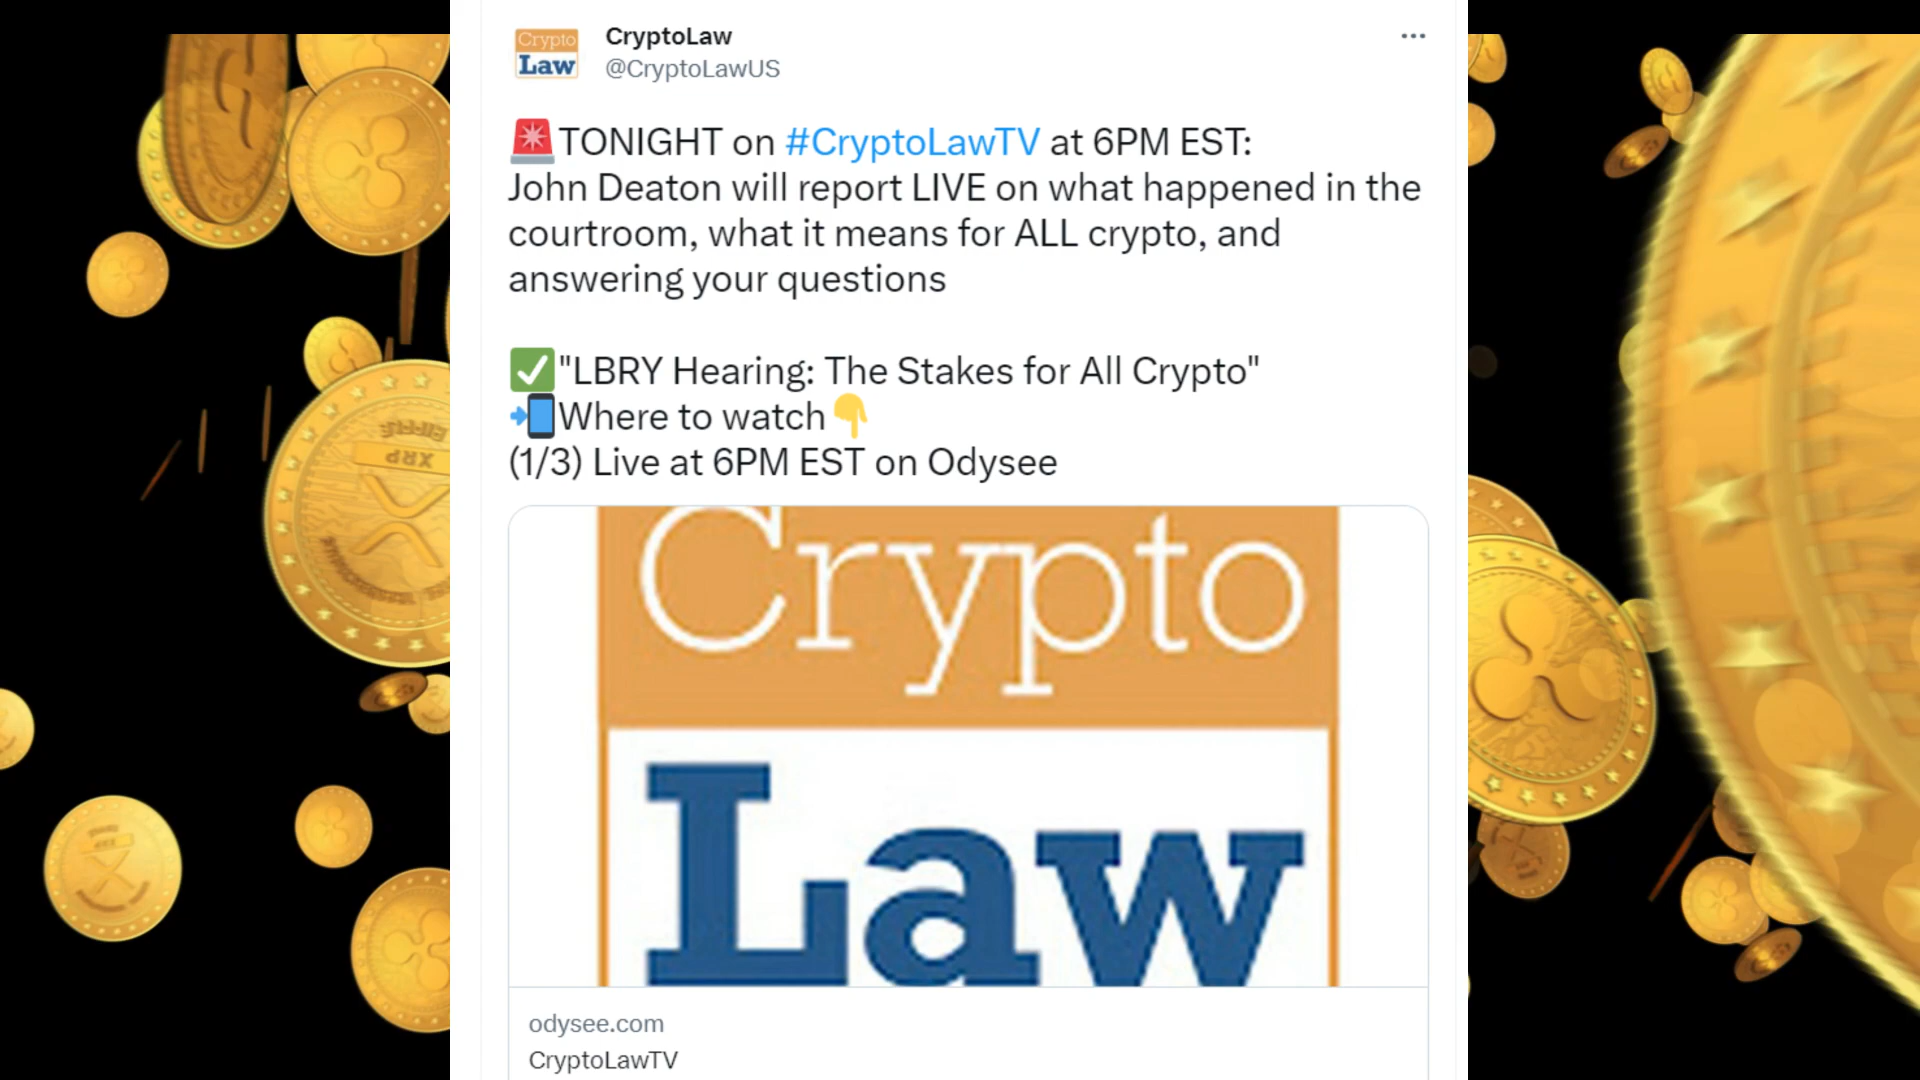 Crypto
Law
CryptoLaw
@CryptoLawUS
🚨TONIGHT on #CryptoLawTV at 6PM EST:
John Deaton will report LIVE on what happened in the
courtroom, what it means for ALL crypto, and
answering your questions
✅"LBRY Hearing: The Stakes for All Crypto"
📲Where to watch👇
(1/3) Live at 6PM EST on Odysee
Crypto
Law
odysee.com
CryptoLawTV
RIPPLE
XRP